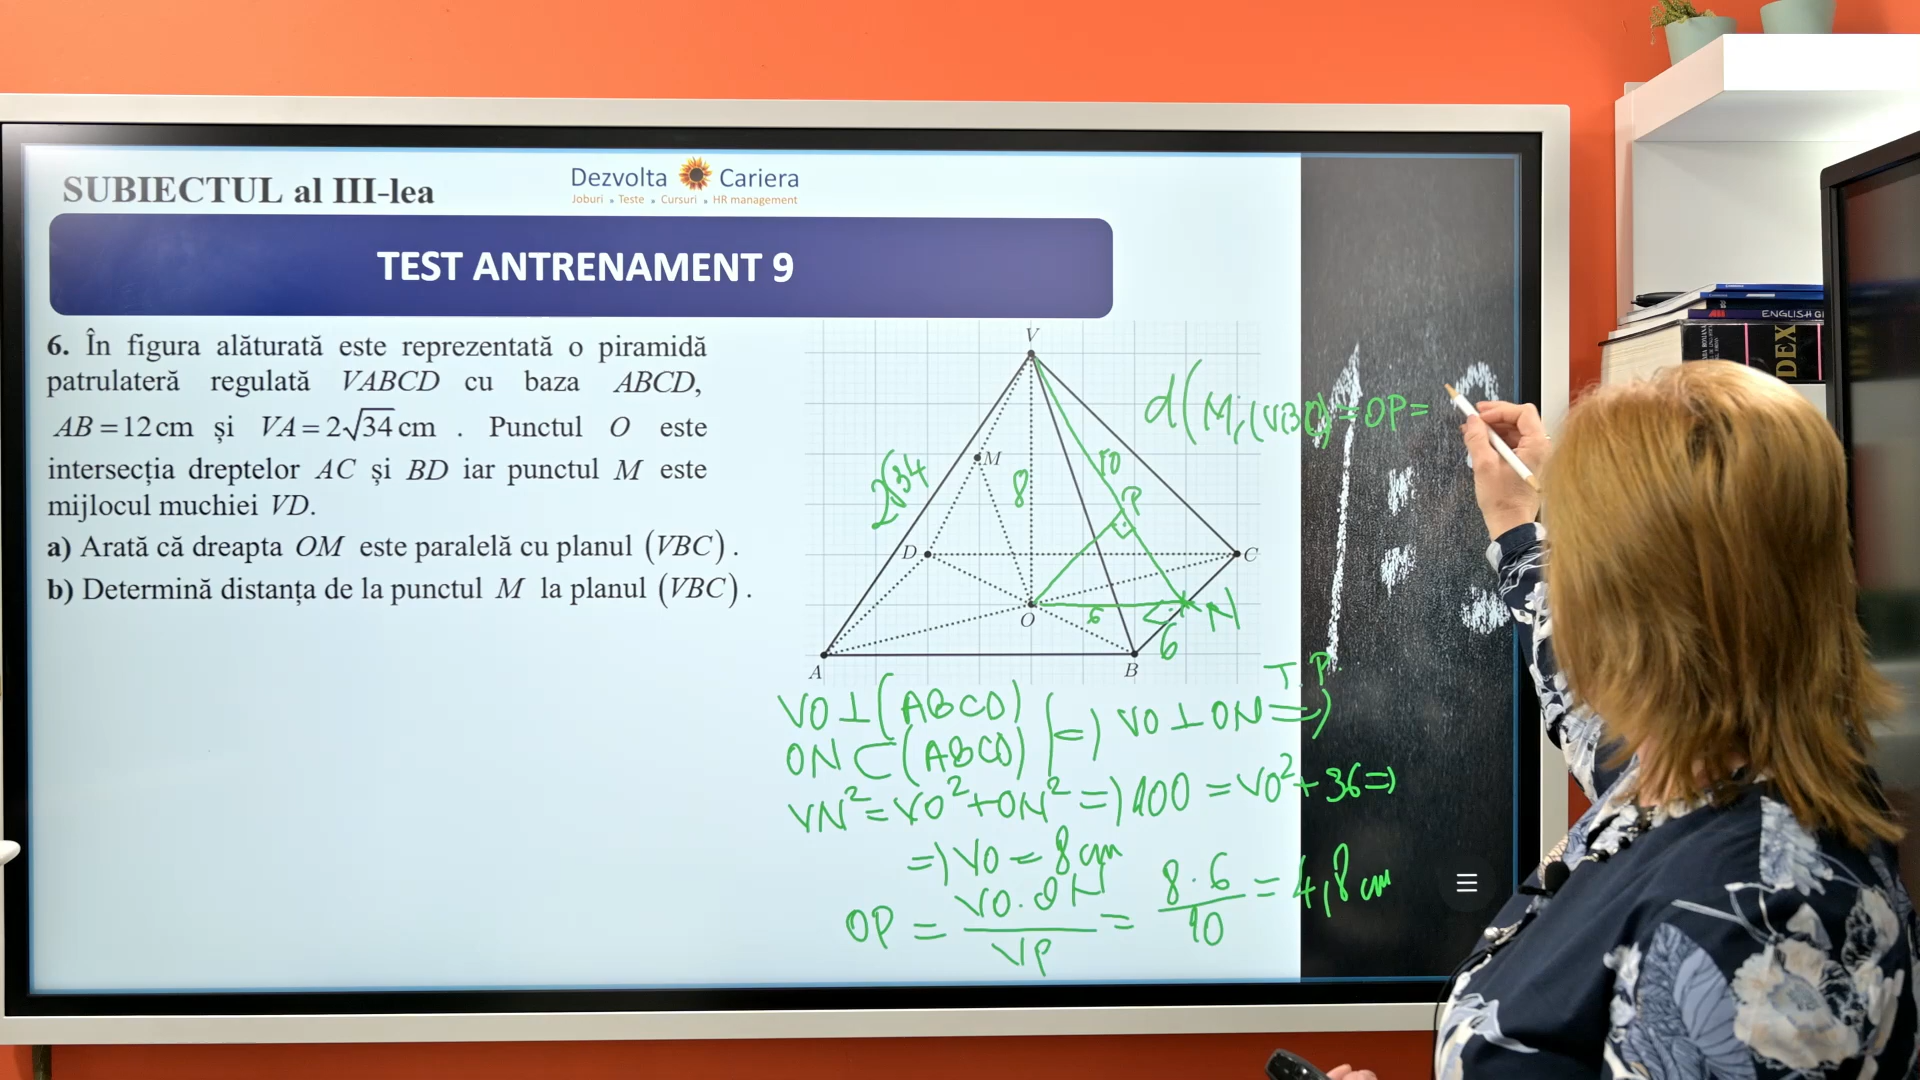 SUBIECTUL al III-lea
Dezvolta Cariera
Joburi Teste Cursuri HR management
TEST ANTRENAMENT 9
6. În figura alăturată este reprezentată o piramidă
patrulateră regulată VABCD cu baza ABCD,
AB = 12 cm și VA = 2√34 cm . Punctul O este
intersecția dreptelor AC și BD iar punctul M este
mijlocul muchiei VD.
a) Arată că dreapta OM este paralelă cu planul (VBC) .
b) Determină distanța de la punctul M la planul (VBC) .
V
d(M,(VBC)=OP=
M
2√34
8
10
P
D
C
O
6
N
6
A
B
T.P.
VO⊥(ABCD)
ON⊂(ABCD) |=) VO⊥ON =)
VN²=VO²+ON² =) 100 = VO²+36 =)
=) VO = 8 cm
OP = VO·ON / VP = 8·6 / 10 = 4,8 cm
ENGLISH G
DEX